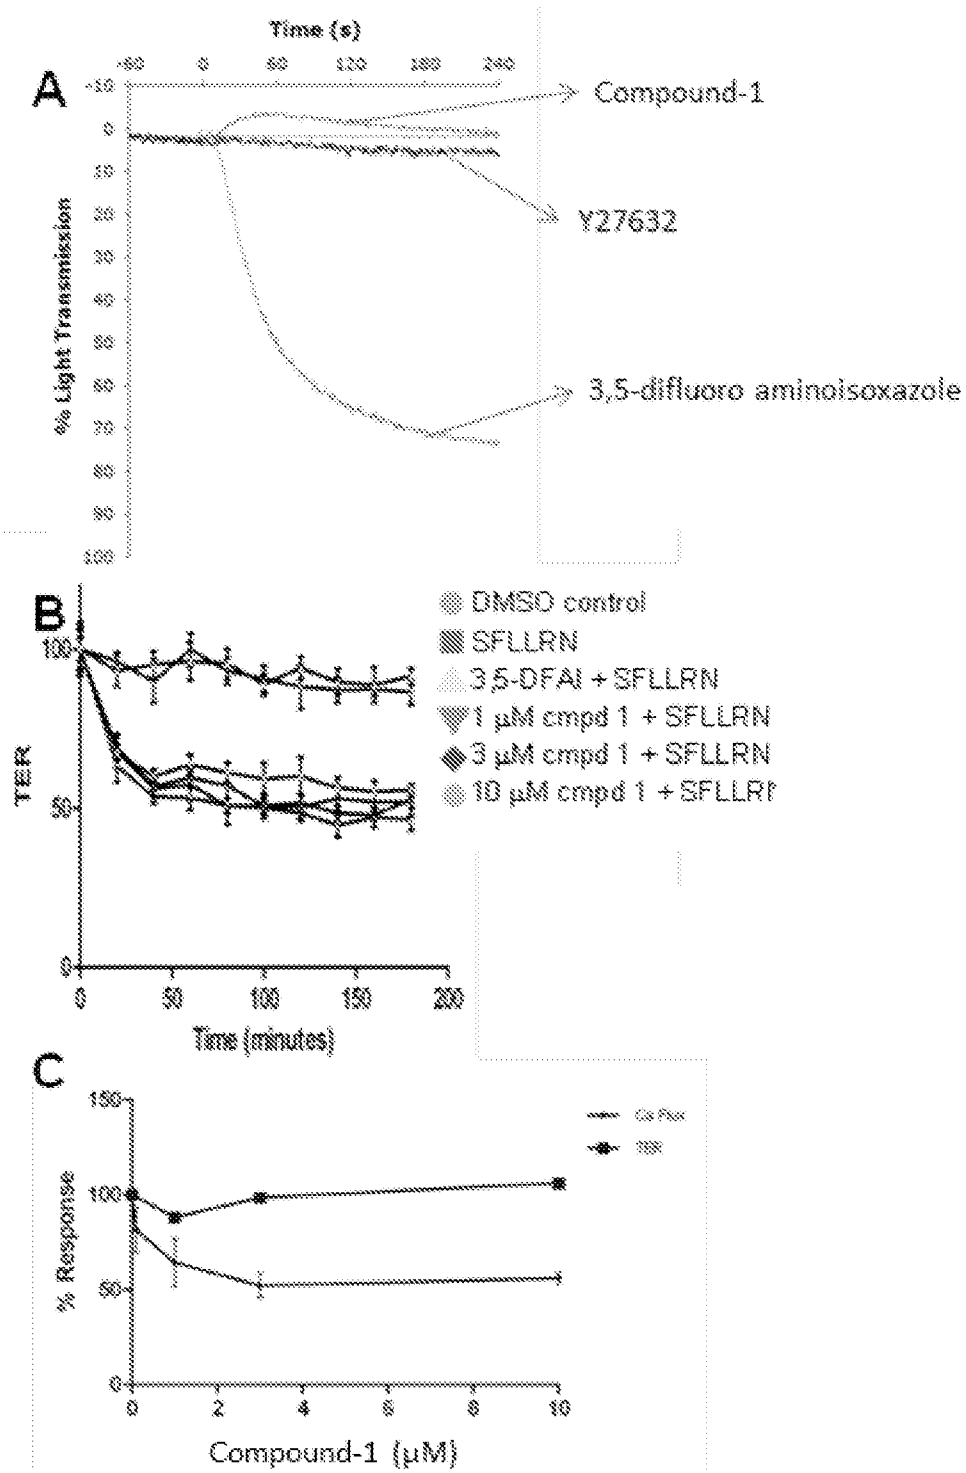 Time (s)
A
-60 0 60 120 180 240
-10
0
10
20
30
40
50
60
70
80
90
100
% Light Transmission
Compound-1
Y27632
3,5-difluoro aminoisoxazole
B
100
50
0
TER
0 50 100 150 200
Time (minutes)
DMSO control
SFLLRN
3,5-DFAI + SFLLRN
1 µM cmpd 1 + SFLLRN
3 µM cmpd 1 + SFLLRN
10 µM cmpd 1 + SFLLRN
C
150
100
50
0
% Response
Ca Flux
TER
0 2 4 6 8 10
Compound-1 (µM)